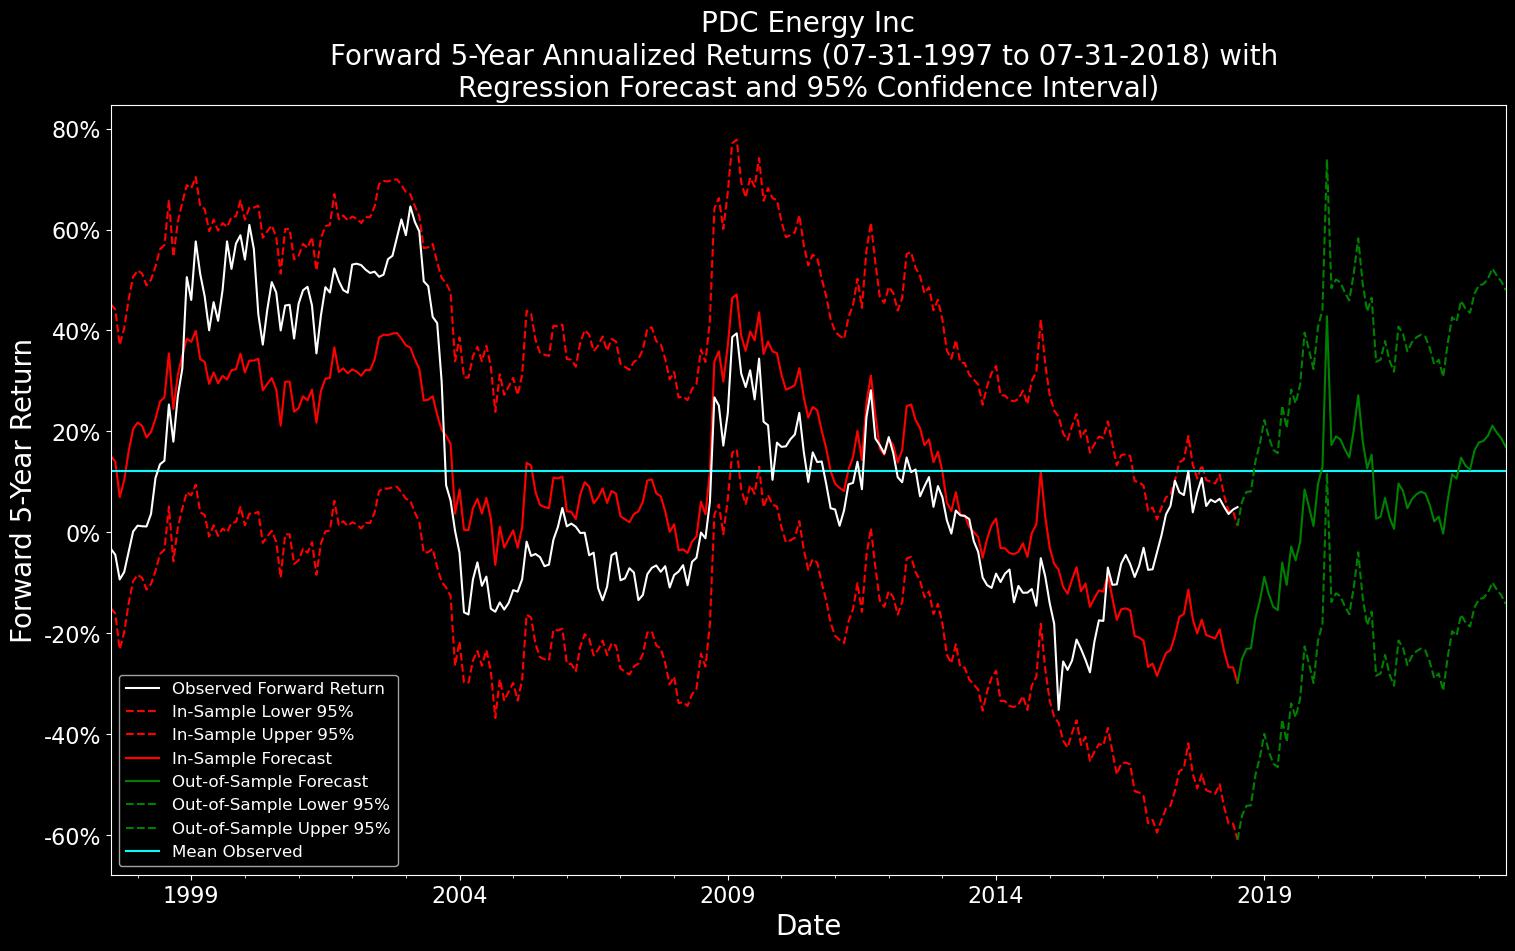 PDC Energy Inc
Forward 5-Year Annualized Returns (07-31-1997 to 07-31-2018) with
Regression Forecast and 95% Confidence Interval)
Forward 5-Year Return
80%
60%
40%
20%
0%
-20%
-40%
-60%
Observed Forward Return
In-Sample Lower 95%
In-Sample Upper 95%
In-Sample Forecast
Out-of-Sample Forecast
Out-of-Sample Lower 95%
Out-of-Sample Upper 95%
Mean Observed
1999
2004
2009
2014
2019
Date